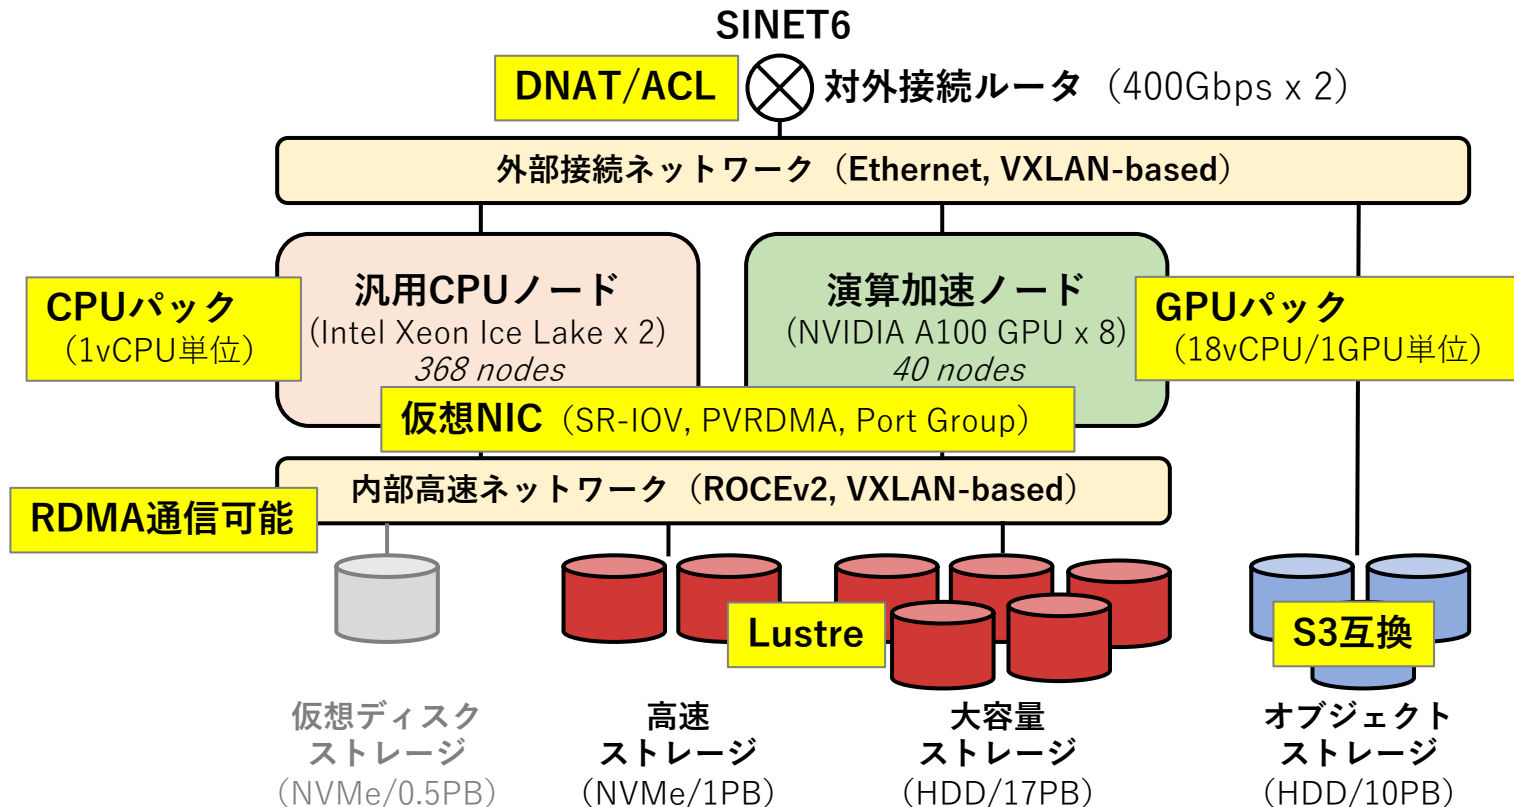 SINET6
DNAT/ACL
対外接続ルータ（400Gbps x 2）
外部接続ネットワーク（Ethernet, VXLAN-based）
CPUパック
（1vCPU単位）
汎用CPUノード
(Intel Xeon Ice Lake x 2)
368 nodes
演算加速ノード
(NVIDIA A100 GPU x 8)
40 nodes
GPUパック
（18vCPU/1GPU単位）
仮想NIC（SR-IOV, PVRDMA, Port Group）
内部高速ネットワーク（ROCEv2, VXLAN-based）
RDMA通信可能
Lustre
S3互換
仮想ディスク
ストレージ
（NVMe/0.5PB）
高速
ストレージ
（NVMe/1PB）
大容量
ストレージ
（HDD/17PB）
オブジェクト
ストレージ
（HDD/10PB）